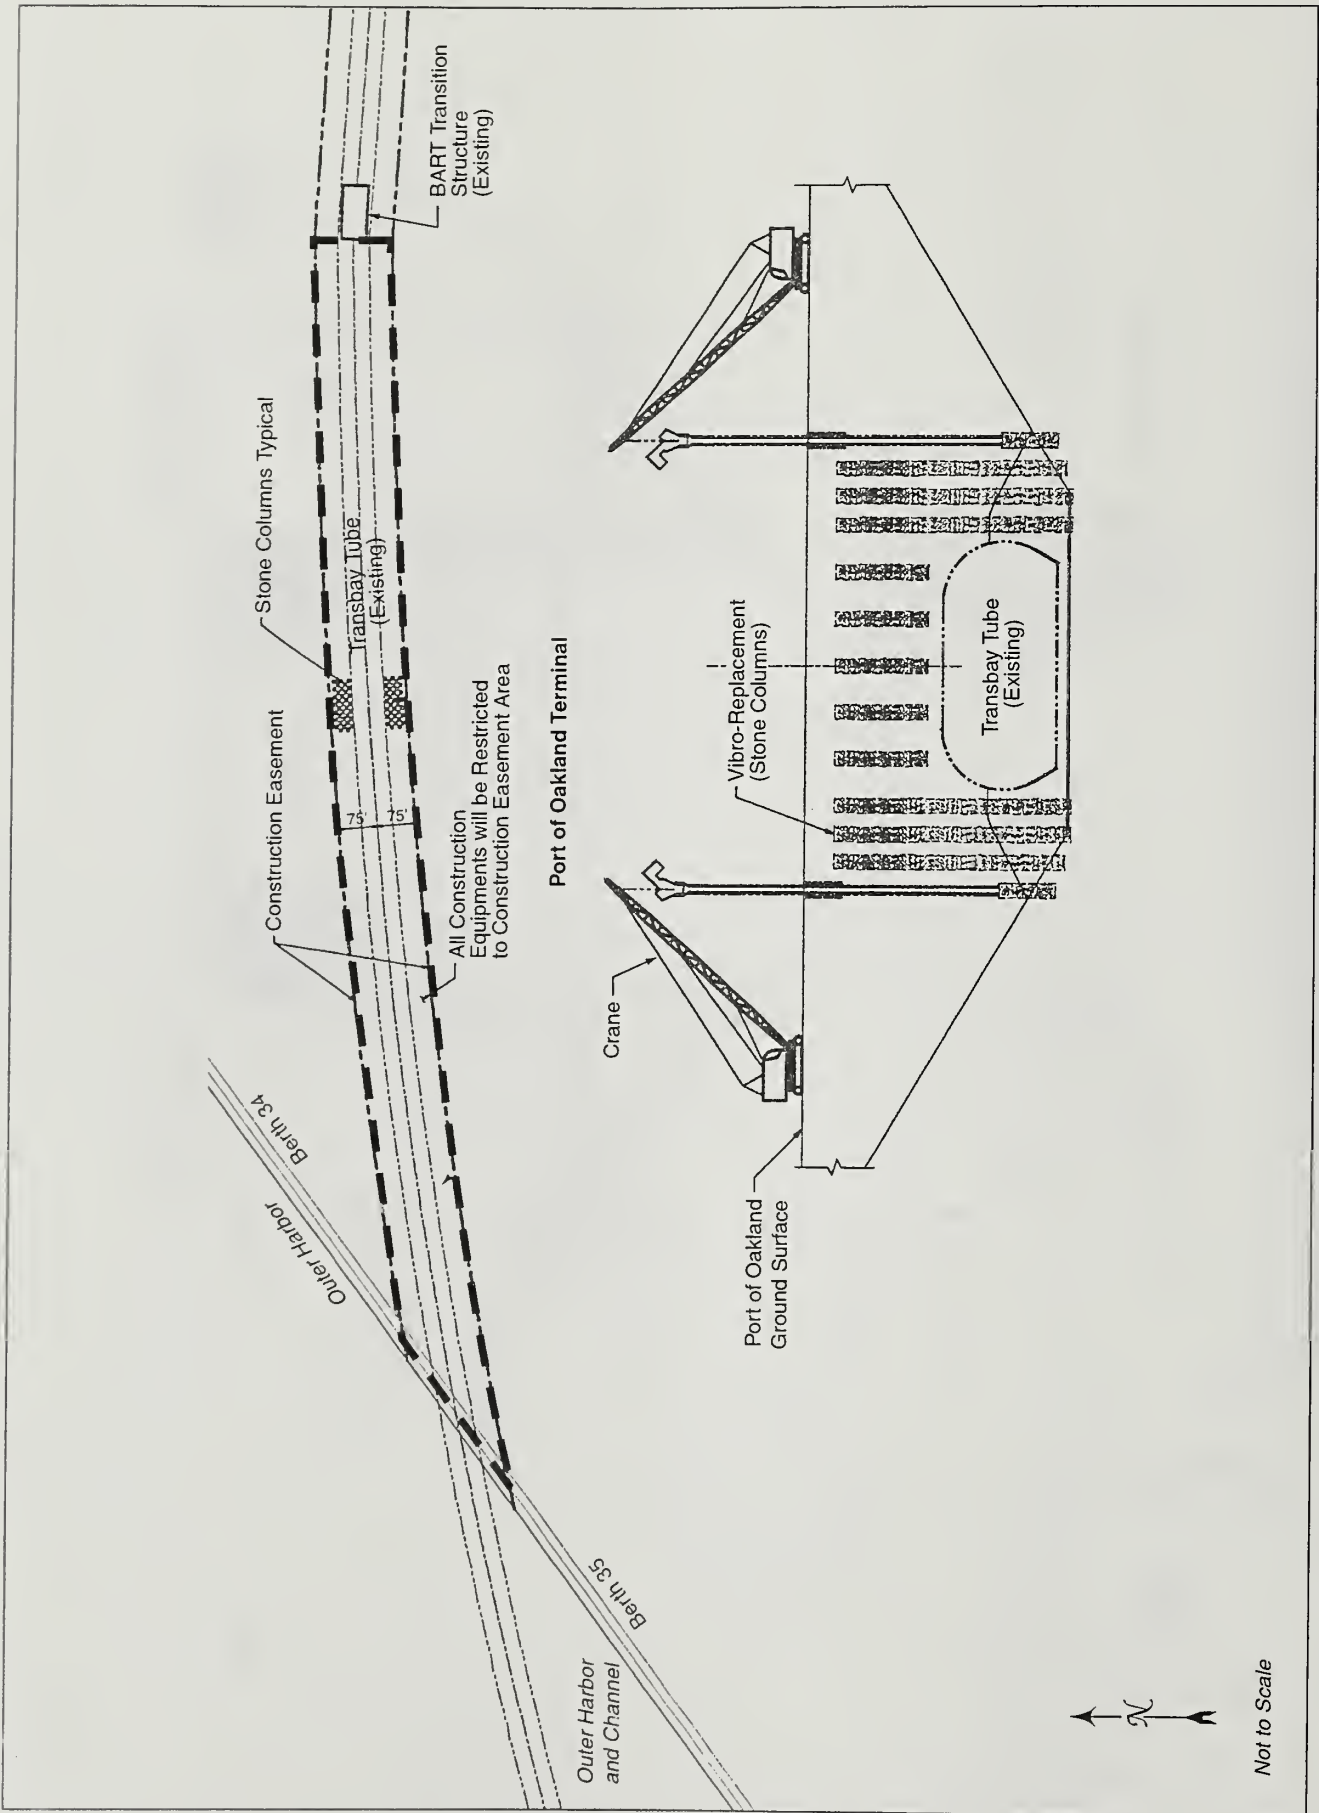 Outer Harbor
and Channel
Outer Harbor
Berth 34
Berth 35
Construction Easement
75'
75'
All Construction
Equipments will be Restricted
to Construction Easement Area
Stone Columns Typical
Transbay Tube
(Existing)
BART Transition
Structure
(Existing)
Port of Oakland Terminal
Crane
Port of Oakland
Ground Surface
Vibro-Replacement
(Stone Columns)
Transbay Tube
(Existing)
N
Not to Scale